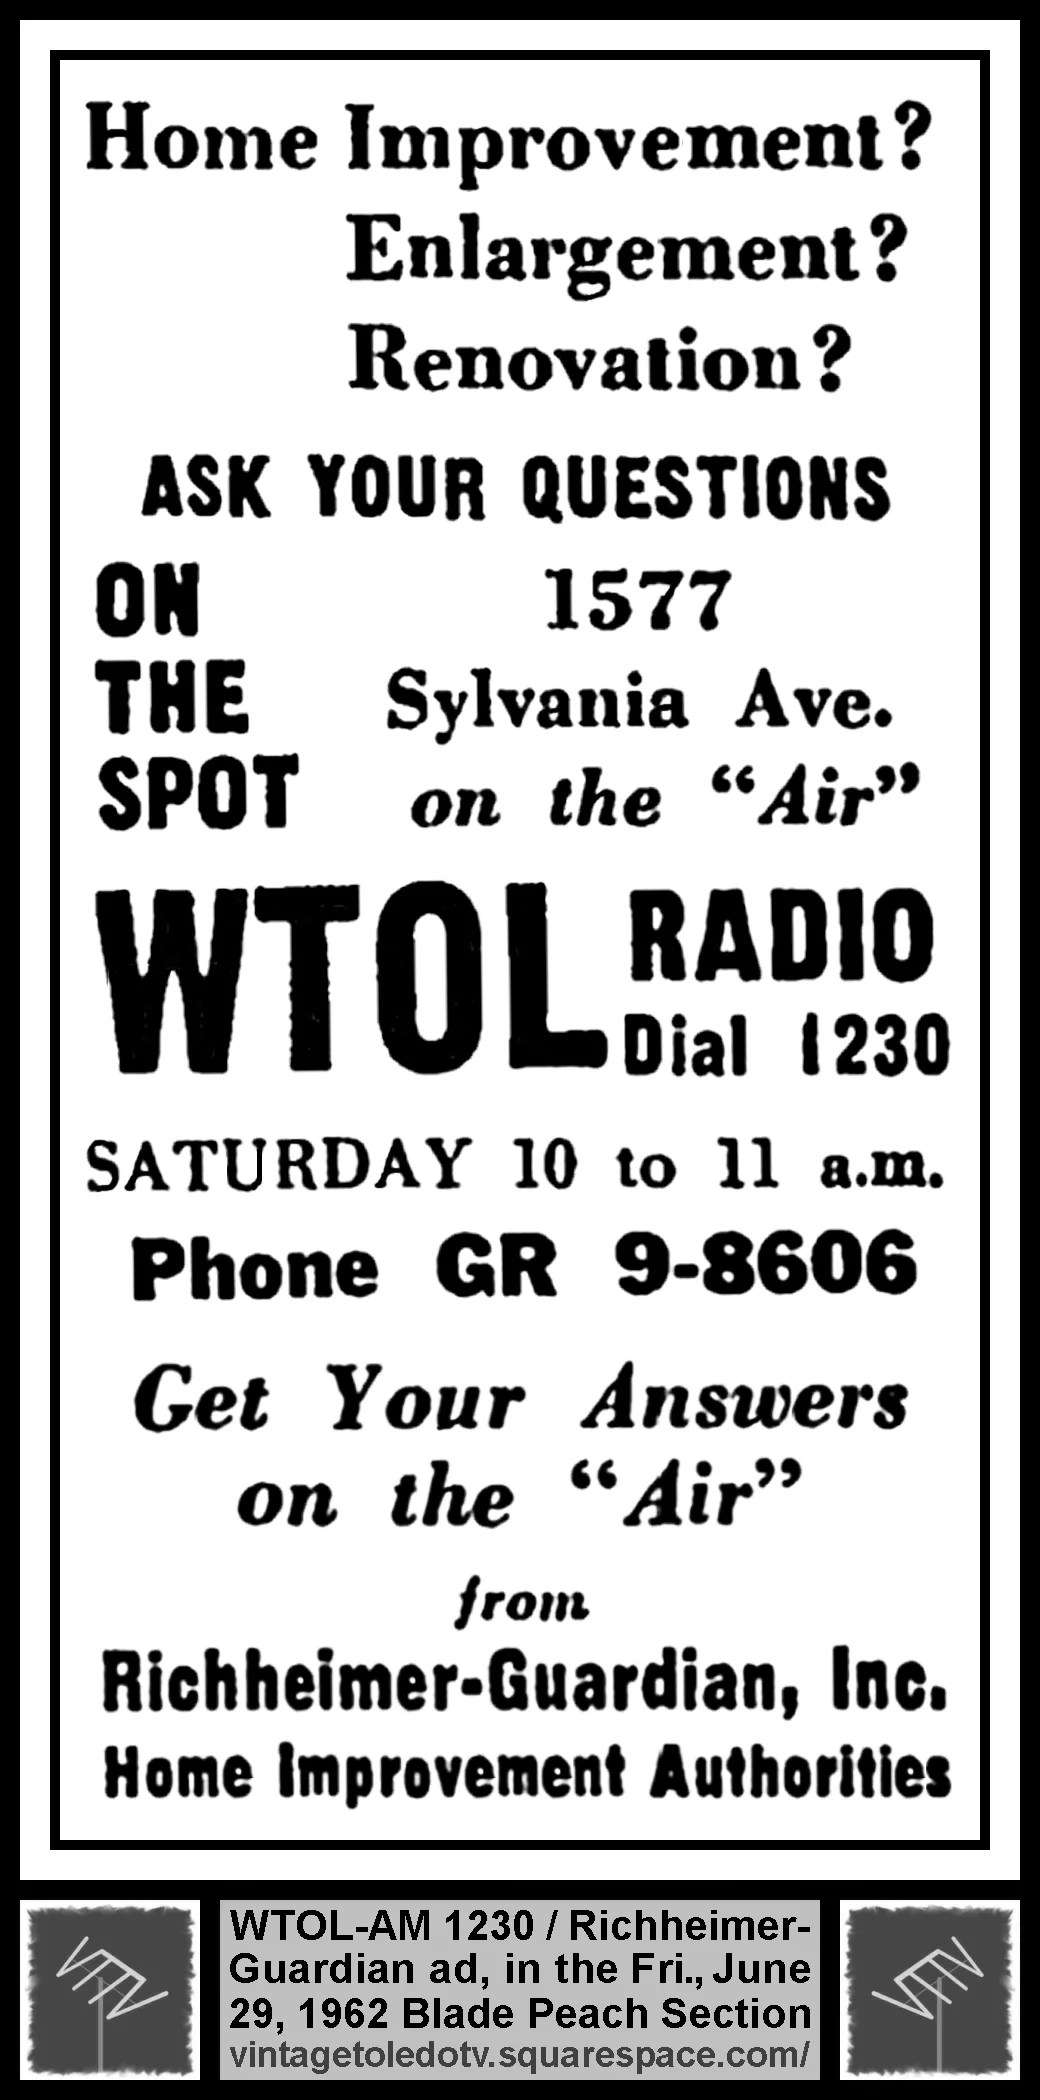 Home Improvement?
Enlargement?
Renovation?
ASK YOUR QUESTIONS
ON
THE
SPOT
1577
Sylvania Ave.
on the “Air”
WTOL RADIO
Dial 1230
SATURDAY 10 to 11 a.m.
Phone GR 9-8606
Get Your Answers
on the “Air”
from
Richheimer-Guardian, Inc.
Home Improvement Authorities
WTOL-AM 1230 / Richheimer-
Guardian ad, in the Fri., June
29, 1962 Blade Peach Section
vintagetoledotv.squarespace.com/
VTTV
VTTV